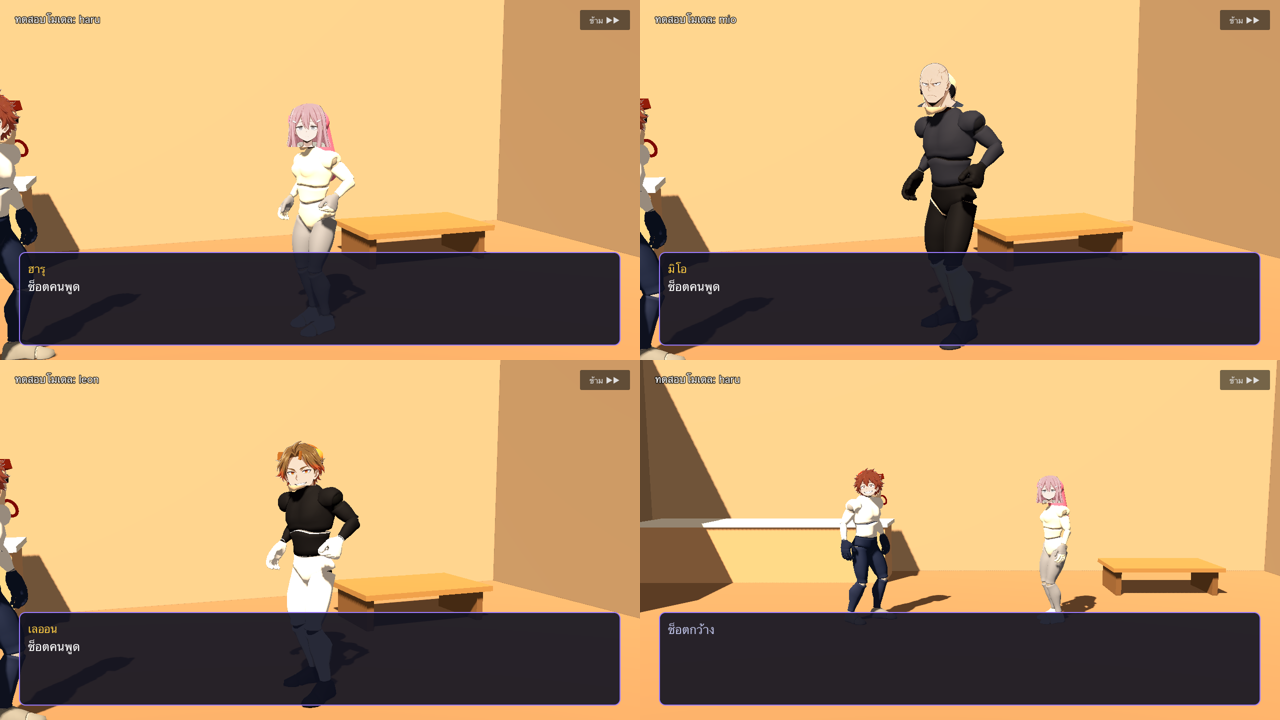 ทดสอบโมเดล: haru
ข้าม ▶▶
ฮารุ
ช็อตคนพูด
ทดสอบโมเดล: mio
ข้าม ▶▶
มิโอ
ช็อตคนพูด
ทดสอบโมเดล: leon
ข้าม ▶▶
เลออน
ช็อตคนพูด
ทดสอบโมเดล: haru
ข้าม ▶▶
ช็อตกว้าง